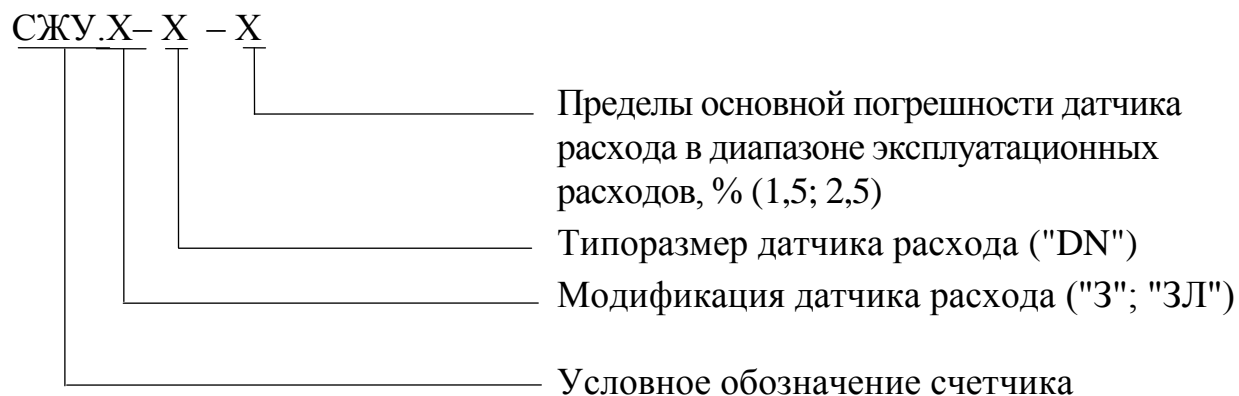 СЖУ.Х– Х – Х
Пределы основной погрешности датчика
расхода в диапазоне эксплуатационных
расходов, % (1,5; 2,5)
Типоразмер датчика расхода ("DN")
Модификация датчика расхода ("З"; "ЗЛ")
Условное обозначение счетчика